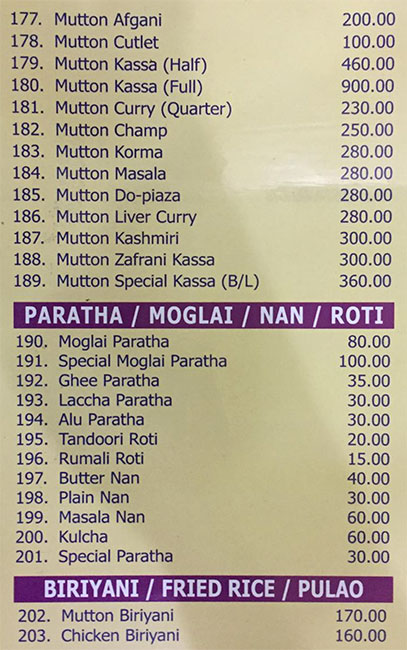 177. Mutton Afgani 200.00
178. Mutton Cutlet 100.00
179. Mutton Kassa (Half) 460.00
180. Mutton Kassa (Full) 900.00
181. Mutton Curry (Quarter) 230.00
182. Mutton Champ 250.00
183. Mutton Korma 280.00
184. Mutton Masala 280.00
185. Mutton Do-piaza 280.00
186. Mutton Liver Curry 280.00
187. Mutton Kashmiri 300.00
188. Mutton Zafrani Kassa 300.00
189. Mutton Special Kassa (B/L) 360.00
PARATHA / MOGLAI / NAN / ROTI
190. Moglai Paratha 80.00
191. Special Moglai Paratha 100.00
192. Ghee Paratha 35.00
193. Laccha Paratha 30.00
194. Alu Paratha 30.00
195. Tandoori Roti 20.00
196. Rumali Roti 15.00
197. Butter Nan 40.00
198. Plain Nan 30.00
199. Masala Nan 60.00
200. Kulcha 60.00
201. Special Paratha 30.00
BIRIYANI / FRIED RICE / PULAO
202. Mutton Biriyani 170.00
203. Chicken Biriyani 160.00